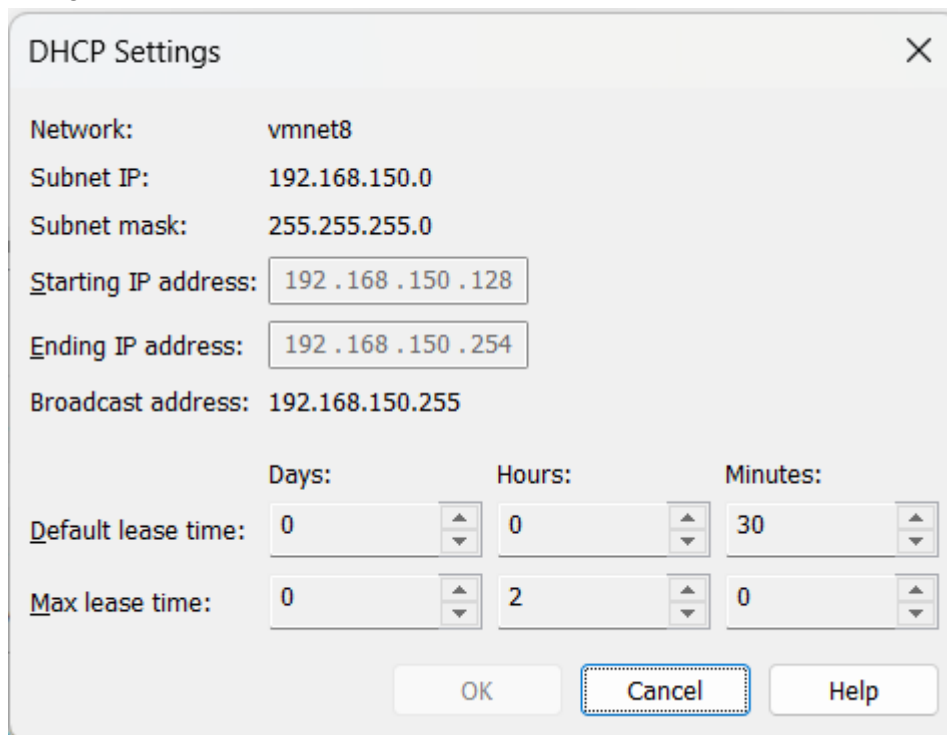 DHCP Settings
Network: vmnet8
Subnet IP: 192.168.150.0
Subnet mask: 255.255.255.0
Starting IP address: 192 . 168 . 150 . 128
Ending IP address: 192 . 168 . 150 . 254
Broadcast address: 192.168.150.255
Days: Hours: Minutes:
Default lease time: 0 0 30
Max lease time: 0 2 0
OK Cancel Help